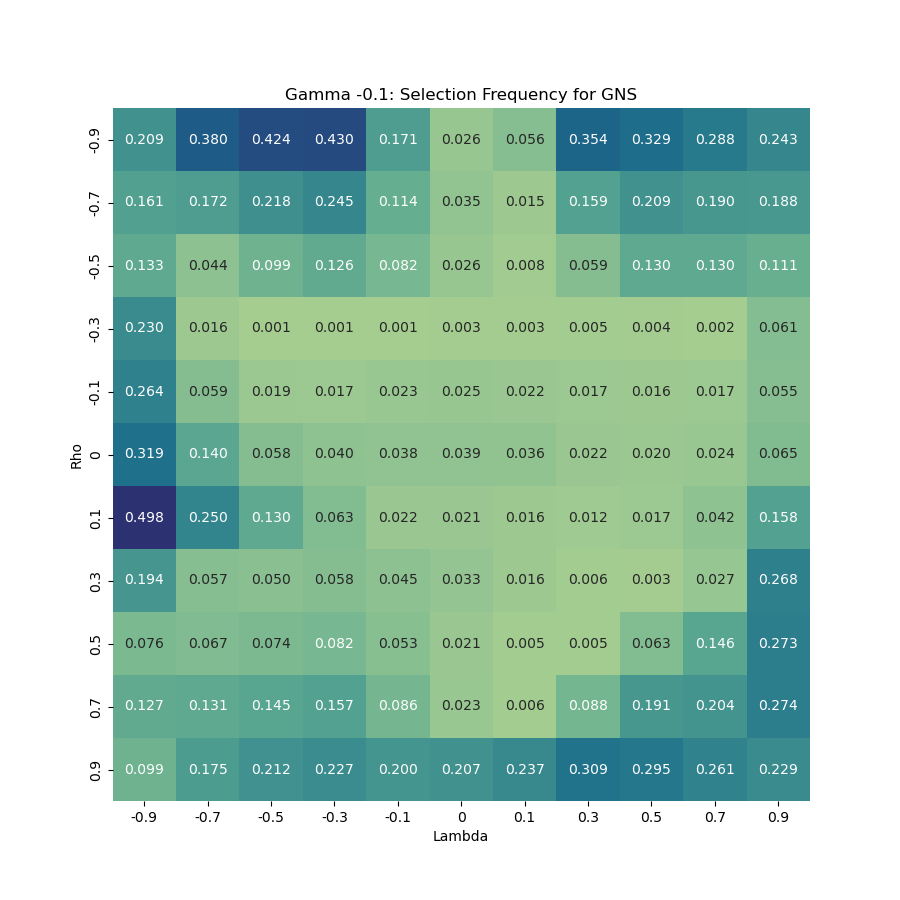 Gamma -0.1: Selection Frequency for GNS
-0.9 0.209 0.380 0.424 0.430 0.171 0.026 0.056 0.354 0.329 0.288 0.243
-0.7 0.161 0.172 0.218 0.245 0.114 0.035 0.015 0.159 0.209 0.190 0.188
-0.5 0.133 0.044 0.099 0.126 0.082 0.026 0.008 0.059 0.130 0.130 0.111
-0.3 0.230 0.016 0.001 0.001 0.001 0.003 0.003 0.005 0.004 0.002 0.061
-0.1 0.264 0.059 0.019 0.017 0.023 0.025 0.022 0.017 0.016 0.017 0.055
Rho
0 0.319 0.140 0.058 0.040 0.038 0.039 0.036 0.022 0.020 0.024 0.065
0.1 0.498 0.250 0.130 0.063 0.022 0.021 0.016 0.012 0.017 0.042 0.158
0.3 0.194 0.057 0.050 0.058 0.045 0.033 0.016 0.006 0.003 0.027 0.268
0.5 0.076 0.067 0.074 0.082 0.053 0.021 0.005 0.005 0.063 0.146 0.273
0.7 0.127 0.131 0.145 0.157 0.086 0.023 0.006 0.088 0.191 0.204 0.274
0.9 0.099 0.175 0.212 0.227 0.200 0.207 0.237 0.309 0.295 0.261 0.229
-0.9 -0.7 -0.5 -0.3 -0.1 0 0.1 0.3 0.5 0.7 0.9
Lambda